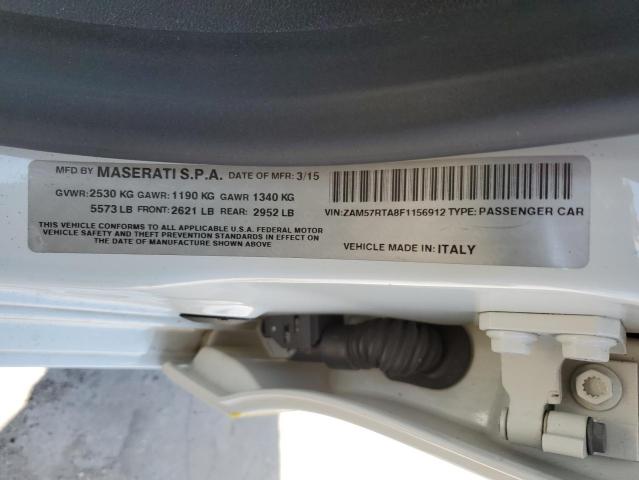 MFD BY MASERATI S.P.A. DATE OF MFR: 3/15
GVWR: 2530 KG GAWR: 1190 KG GAWR 1340 KG
5573 LB FRONT: 2621 LB REAR: 2952 LB
THIS VEHICLE CONFORMS TO ALL APPLICABLE U.S.A. FEDERAL MOTOR
VEHICLE SAFETY AND THEFT PREVENTION STANDARDS IN EFFECT ON
THE DATE OF MANUFACTURE SHOWN ABOVE
VIN: ZAM57RTA8F1156912 TYPE: PASSENGER CAR
VEHICLE MADE IN ITALY